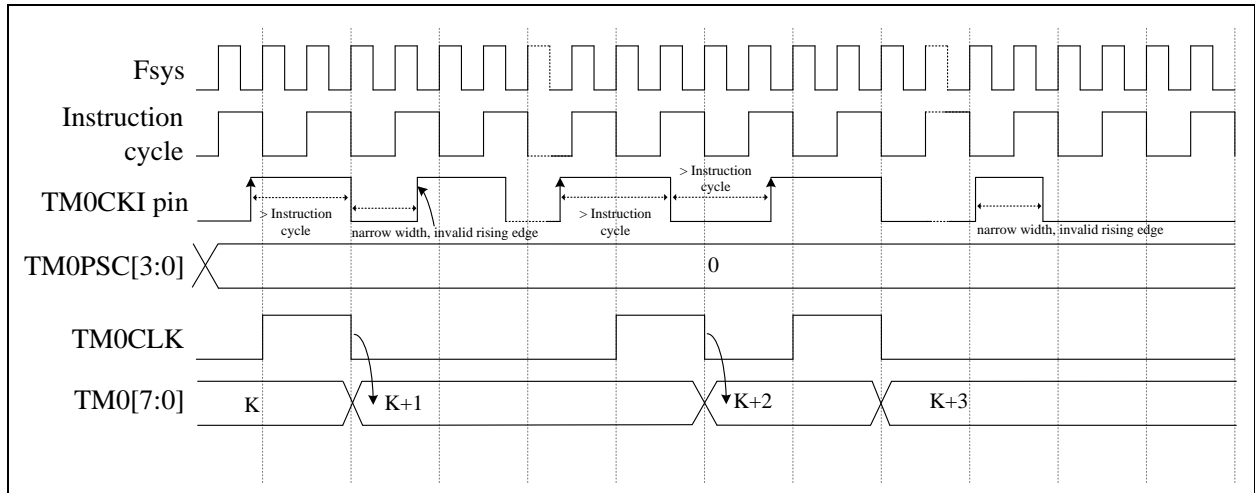 Fsys
Instruction
cycle
> Instruction
cycle
TM0CKI pin
> Instruction
cycle
narrow width, invalid rising edge
> Instruction
cycle
narrow width, invalid rising edge
TM0PSC[3:0]
0
TM0CLK
TM0[7:0]
K
K+1
K+2
K+3